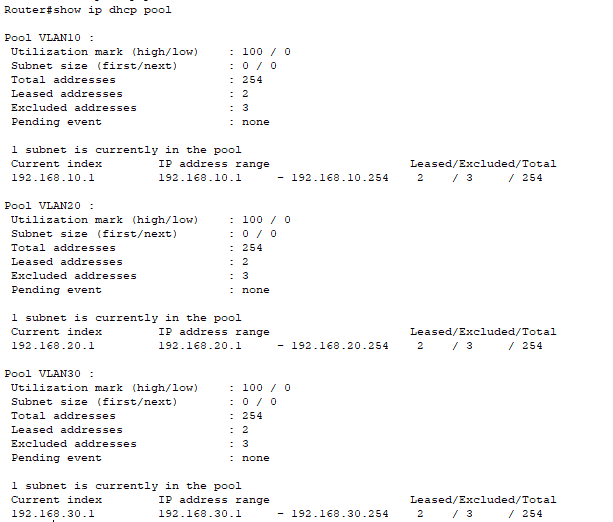 Router#show ip dhcp pool
Pool VLAN10 :
Utilization mark (high/low) : 100 / 0
Subnet size (first/next) : 0 / 0
Total addresses : 254
Leased addresses : 2
Excluded addresses : 3
Pending event : none
1 subnet is currently in the pool
Current index IP address range Leased/Excluded/Total
192.168.10.1 192.168.10.1 - 192.168.10.254 2 / 3 / 254
Pool VLAN20 :
Utilization mark (high/low) : 100 / 0
Subnet size (first/next) : 0 / 0
Total addresses : 254
Leased addresses : 2
Excluded addresses : 3
Pending event : none
1 subnet is currently in the pool
Current index IP address range Leased/Excluded/Total
192.168.20.1 192.168.20.1 - 192.168.20.254 2 / 3 / 254
Pool VLAN30 :
Utilization mark (high/low) : 100 / 0
Subnet size (first/next) : 0 / 0
Total addresses : 254
Leased addresses : 2
Excluded addresses : 3
Pending event : none
1 subnet is currently in the pool
Current index IP address range Leased/Excluded/Total
192.168.30.1 192.168.30.1 - 192.168.30.254 2 / 3 / 254